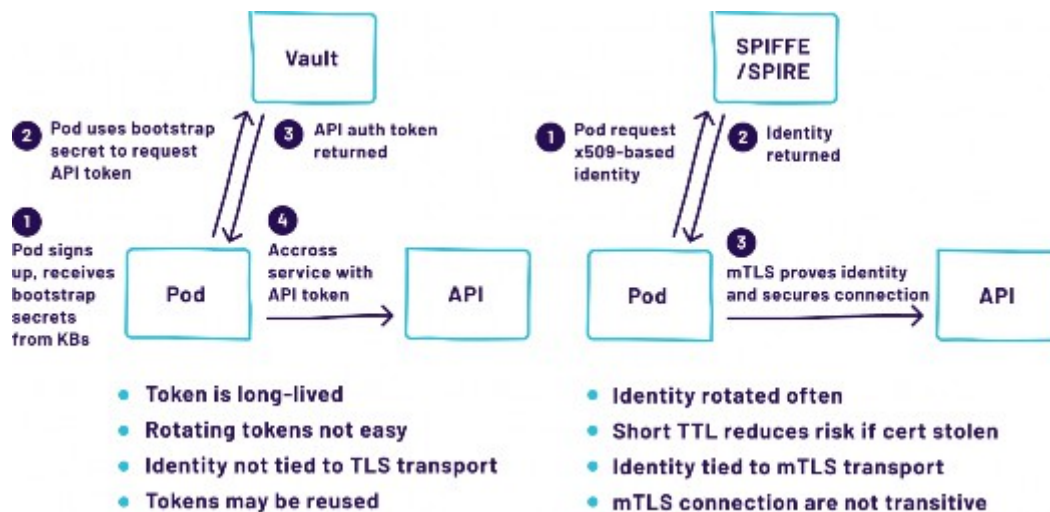 Vault
2
Pod uses bootstrap
secret to request
API token
3
API auth token
returned
1
Pod signs
up, receives
bootstrap
secrets
from KBs
Pod
4
Accross
service with
API token
API
Token is long-lived
Rotating tokens not easy
Identity not tied to TLS transport
Tokens may be reused
SPIFFE
/SPIRE
1
Pod request
x509-based
identity
2
Identity
returned
Pod
3
mTLS proves identity
and secures connection
API
Identity rotated often
Short TTL reduces risk if cert stolen
Identity tied to mTLS transport
mTLS connection are not transitive